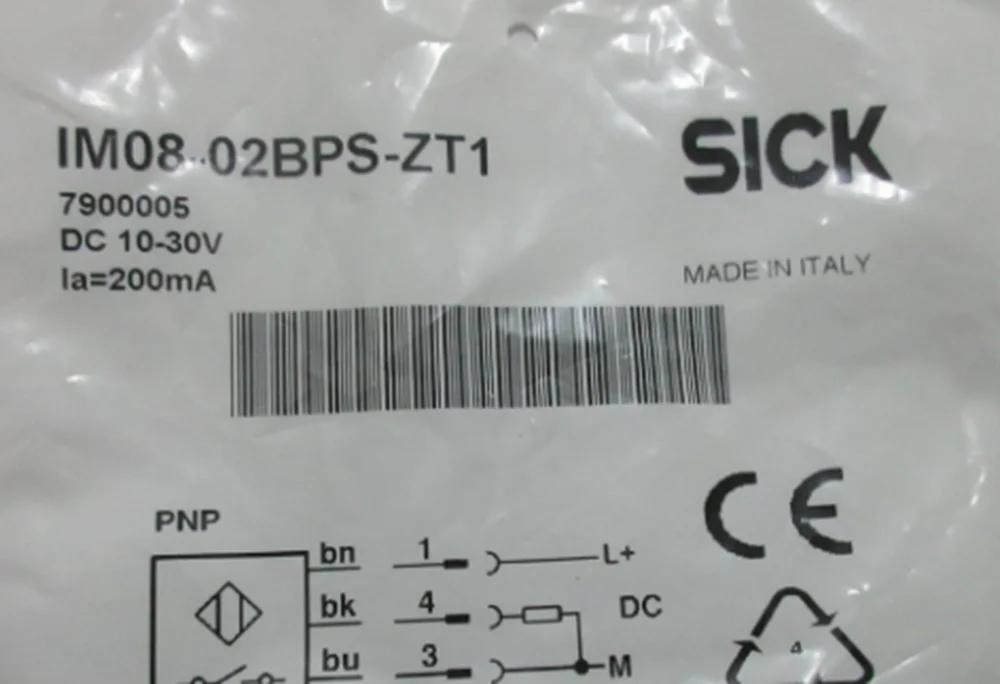 IM08-02BPS-ZT1
SICK
7900005
DC 10-30V
Ia=200mA
MADE IN ITALY
CE
PNP
bn 1 L+
bk 4 DC
bu 3 M
4